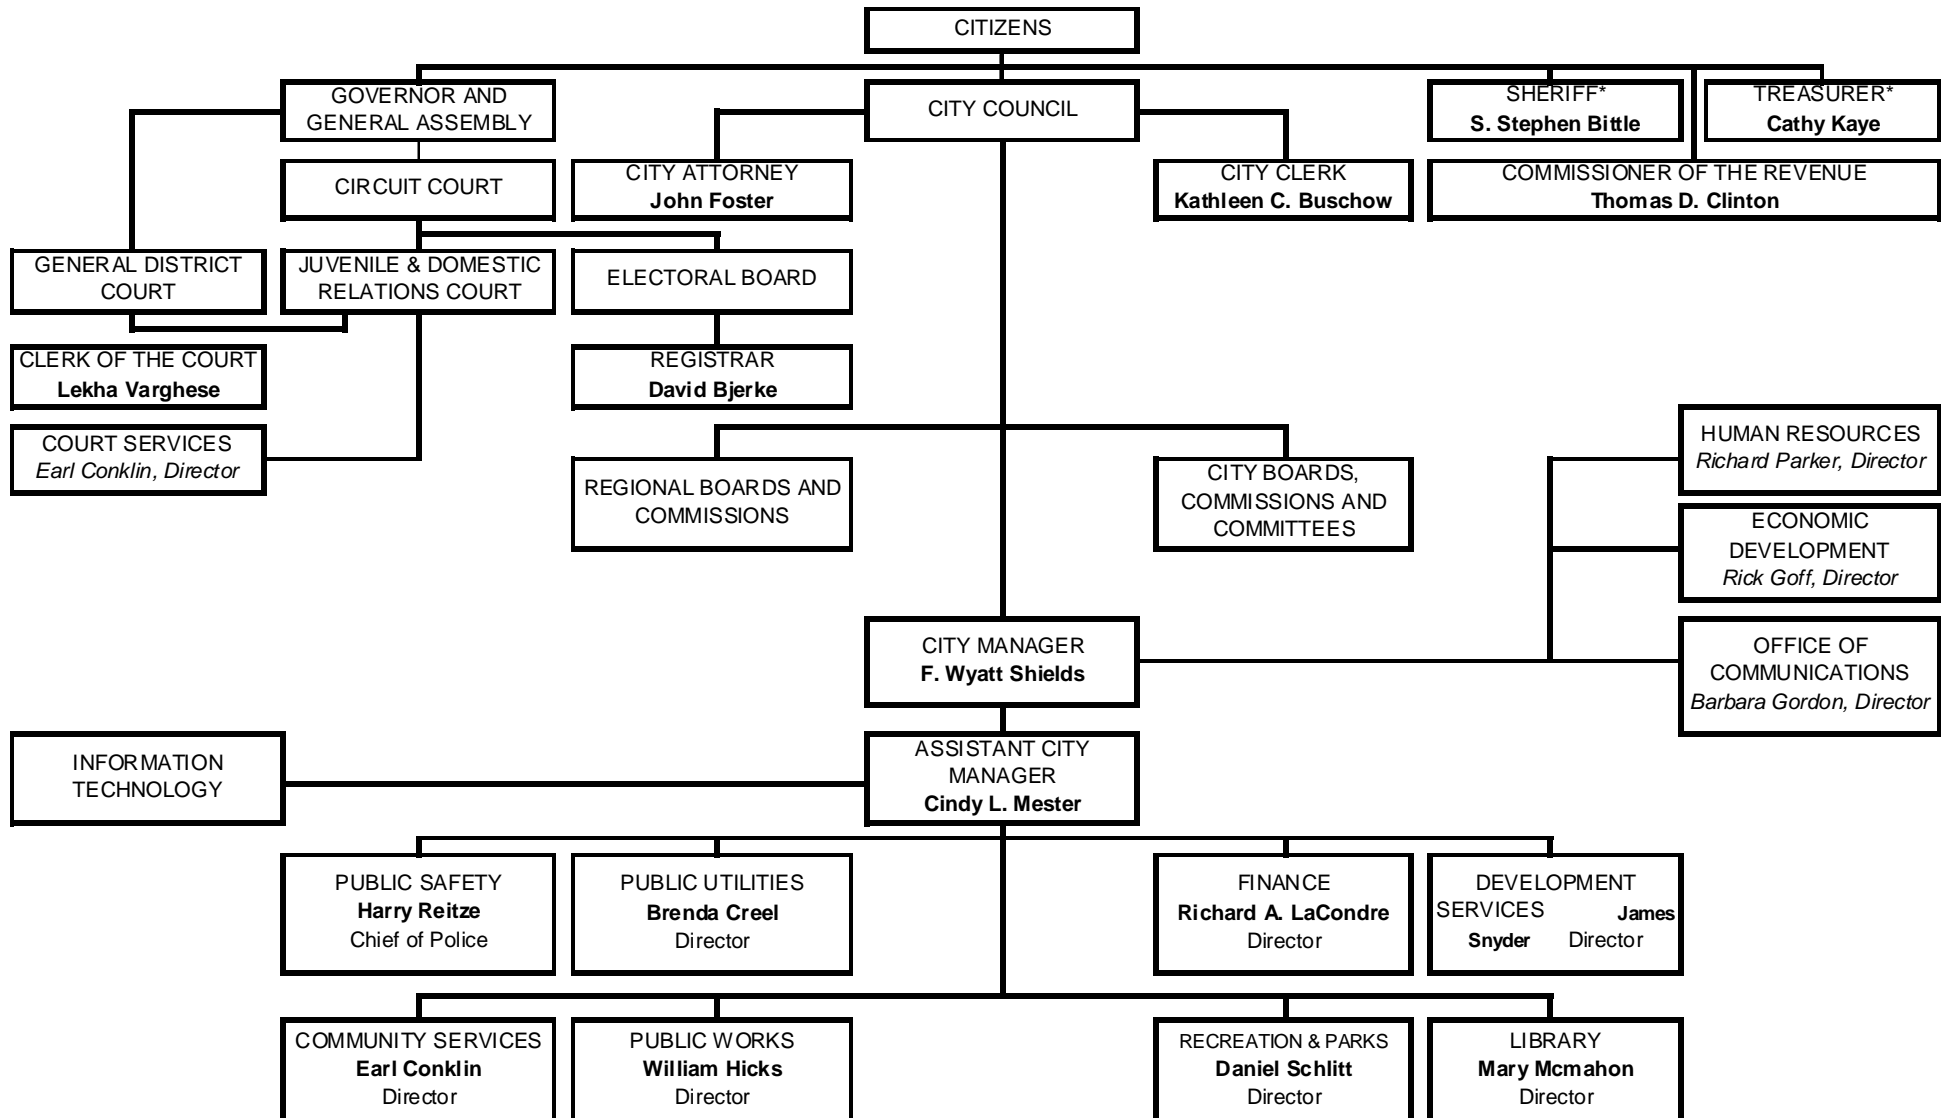 CITIZENS
GOVERNOR AND
GENERAL ASSEMBLY
CITY COUNCIL
SHERIFF*
S. Stephen Bittle
TREASURER*
Cathy Kaye
CIRCUIT COURT
CITY ATTORNEY
John Foster
CITY CLERK
Kathleen C. Buschow
COMMISSIONER OF THE REVENUE
Thomas D. Clinton
GENERAL DISTRICT
COURT
JUVENILE & DOMESTIC
RELATIONS COURT
ELECTORAL BOARD
CLERK OF THE COURT
Lekha Varghese
REGISTRAR
David Bjerke
COURT SERVICES
Earl Conklin, Director
REGIONAL BOARDS AND
COMMISSIONS
CITY BOARDS,
COMMISSIONS AND
COMMITTEES
HUMAN RESOURCES
Richard Parker, Director
ECONOMIC
DEVELOPMENT
Rick Goff, Director
CITY MANAGER
F. Wyatt Shields
OFFICE OF
COMMUNICATIONS
Barbara Gordon, Director
INFORMATION
TECHNOLOGY
ASSISTANT CITY
MANAGER
Cindy L. Mester
PUBLIC SAFETY
Harry Reitze
Chief of Police
PUBLIC UTILITIES
Brenda Creel
Director
FINANCE
Richard A. LaCondre
Director
DEVELOPMENT
SERVICES James
Snyder Director
COMMUNITY SERVICES
Earl Conklin
Director
PUBLIC WORKS
William Hicks
Director
RECREATION & PARKS
Daniel Schlitt
Director
LIBRARY
Mary Mcmahon
Director